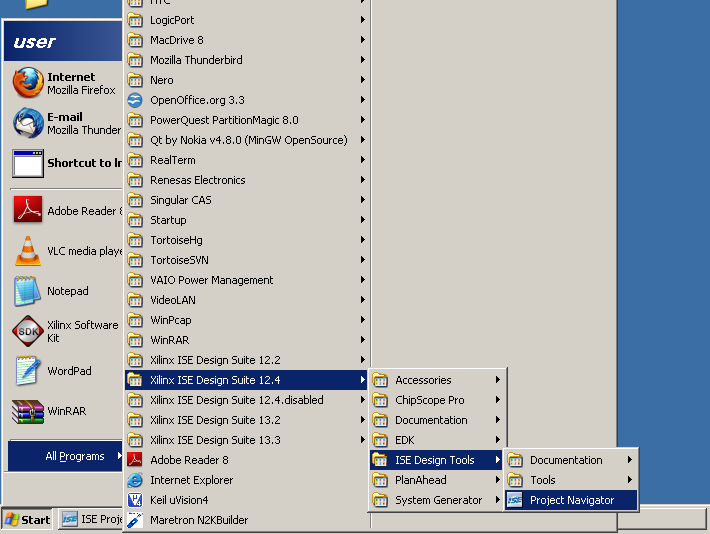 user
Internet
Mozilla Firefox
E-mail
Mozilla Thunder
Shortcut to
Adobe Reader 8
VLC media playe
Notepad
SDK
Xilinx Software
Kit
WordPad
WinRAR
All Programs
Start
ISE Proj
HTC
LogicPort
MacDrive 8
Mozilla Thunderbird
Nero
OpenOffice.org 3.3
PowerQuest PartitionMagic 8.0
Qt by Nokia v4.8.0 (MinGW OpenSource)
RealTerm
Renesas Electronics
Singular CAS
Startup
TortoiseHg
TortoiseSVN
VAIO Power Management
VideoLAN
WinPcap
WinRAR
Xilinx ISE Design Suite 12.2
Xilinx ISE Design Suite 12.4
Xilinx ISE Design Suite 12.4.disabled
Xilinx ISE Design Suite 13.2
Xilinx ISE Design Suite 13.3
Adobe Reader 8
Internet Explorer
Keil uVision4
Maretron N2KBuilder
Accessories
ChipScope Pro
Documentation
EDK
ISE Design Tools
PlanAhead
System Generator
Documentation
Tools
ISE
Project Navigator